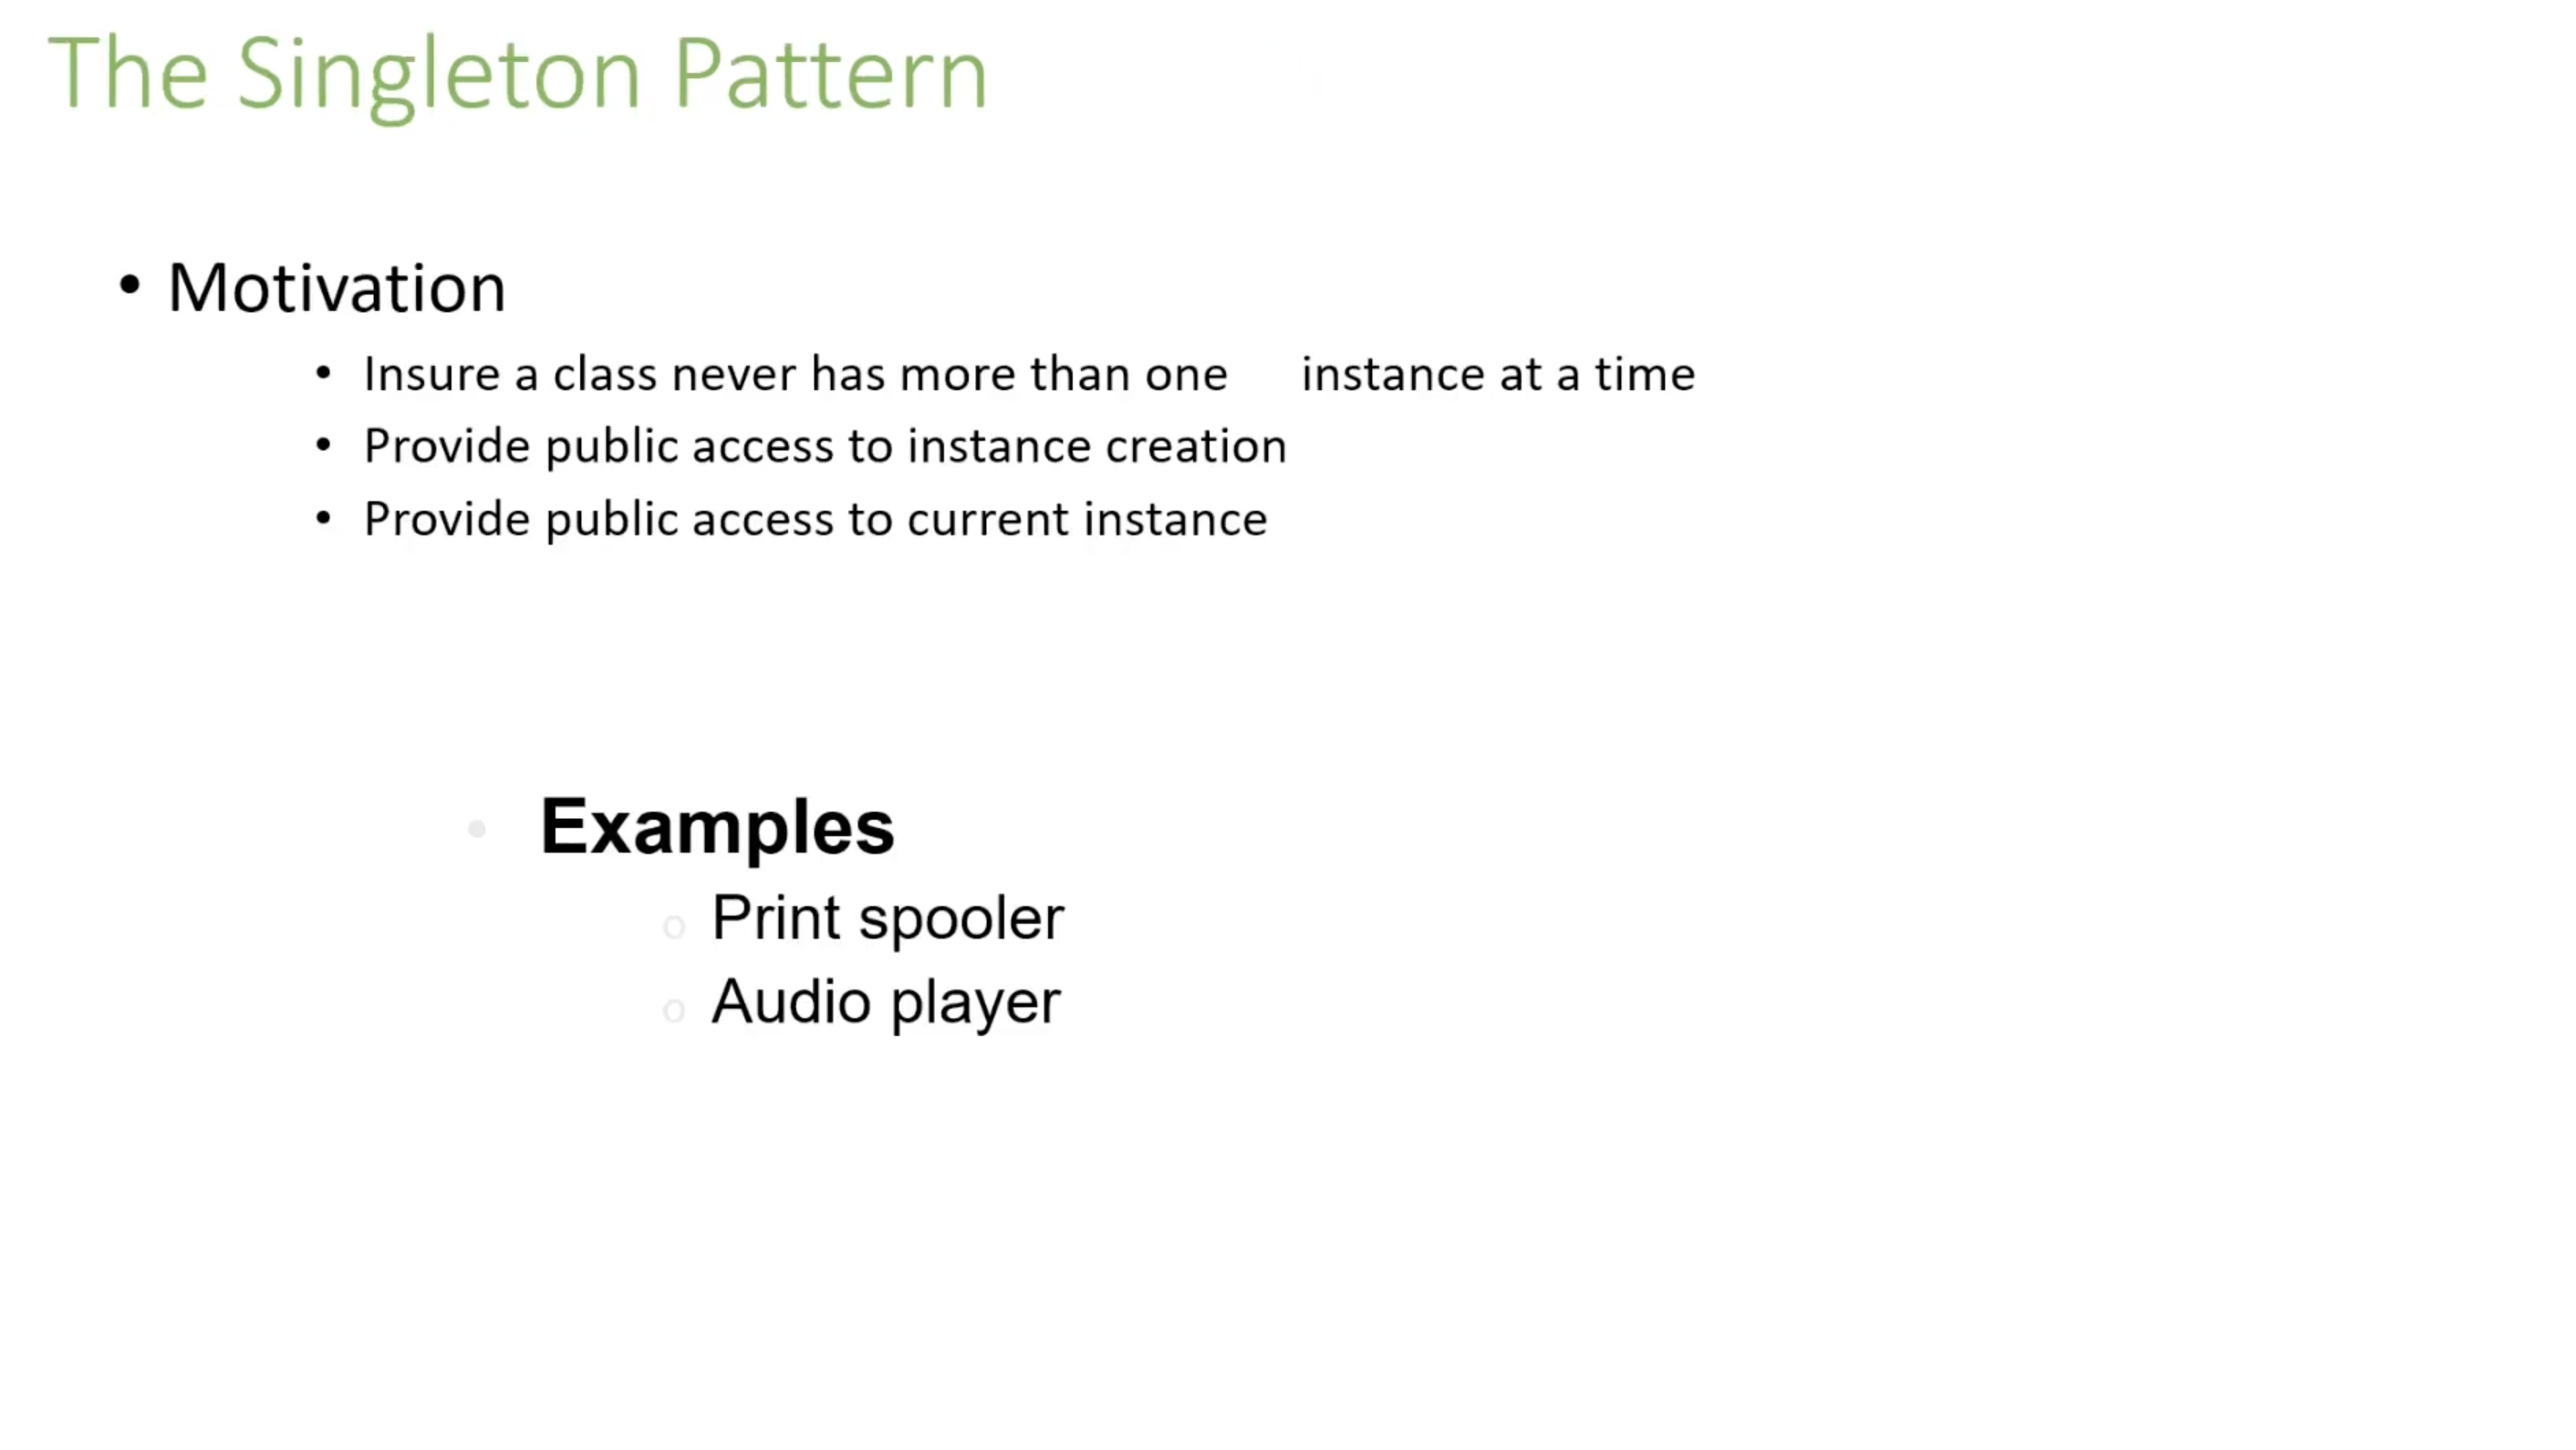 The Singleton Pattern
• Motivation
• Insure a class never has more than one instance at a time
• Provide public access to instance creation
• Provide public access to current instance
• Examples
o Print spooler
o Audio player